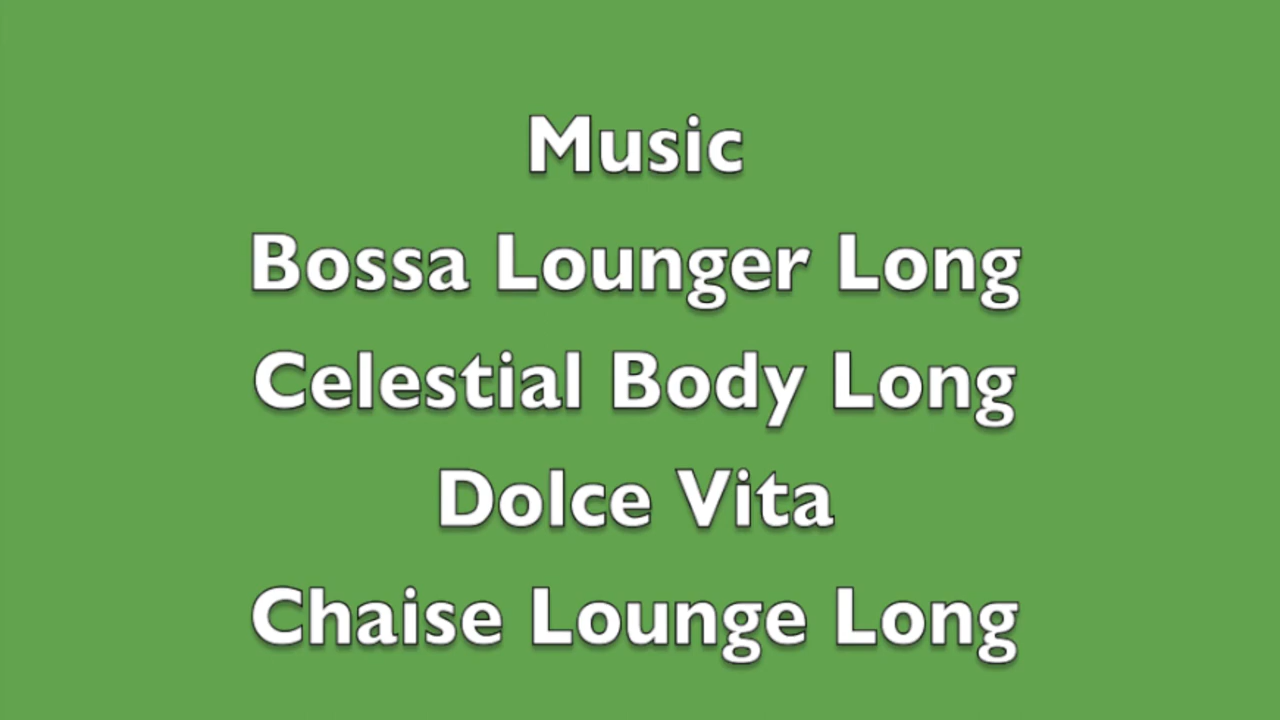 Music
Bossa Lounger Long
Celestial Body Long
Dolce Vita
Chaise Lounge Long